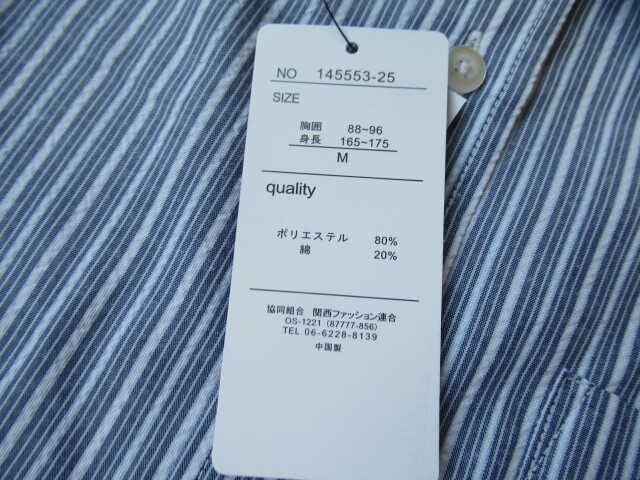 NO 145553-25
SIZE
胸囲 88~96
身長 165~175
M
quality
ポリエステル 80%
綿 20%
協同組合 関西ファッション連合
OS-1221 (87777-856)
TEL 06-6228-8139
中国製